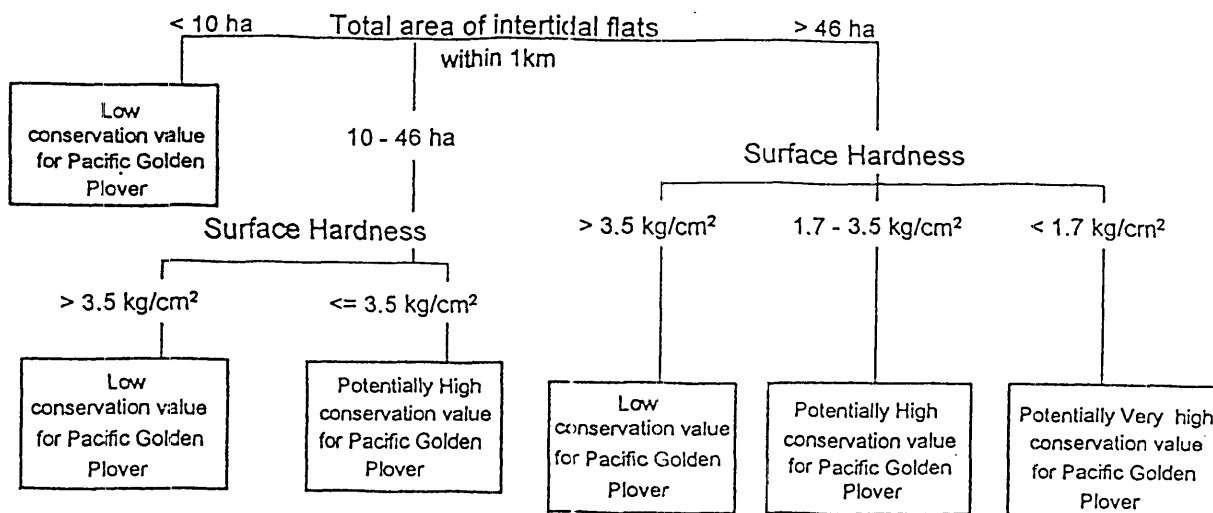 < 10 ha
Total area of intertidal flats
> 46 ha
within 1km
Low
conservation value
for Pacific Golden
Plover
10 - 46 ha
Surface Hardness
Surface Hardness
> 3.5 kg/cm²
<= 3.5 kg/cm²
> 3.5 kg/cm²
1.7 - 3.5 kg/cm²
< 1.7 kg/cm²
Low
conservation value
for Pacific Golden
Plover
Potentially High
conservation value
for Pacific Golden
Plover
Low
conservation value
for Pacific Golden
Plover
Potentially High
conservation value
for Pacific Golden
Plover
Potentially Very high
conservation value
for Pacific Golden
Plover